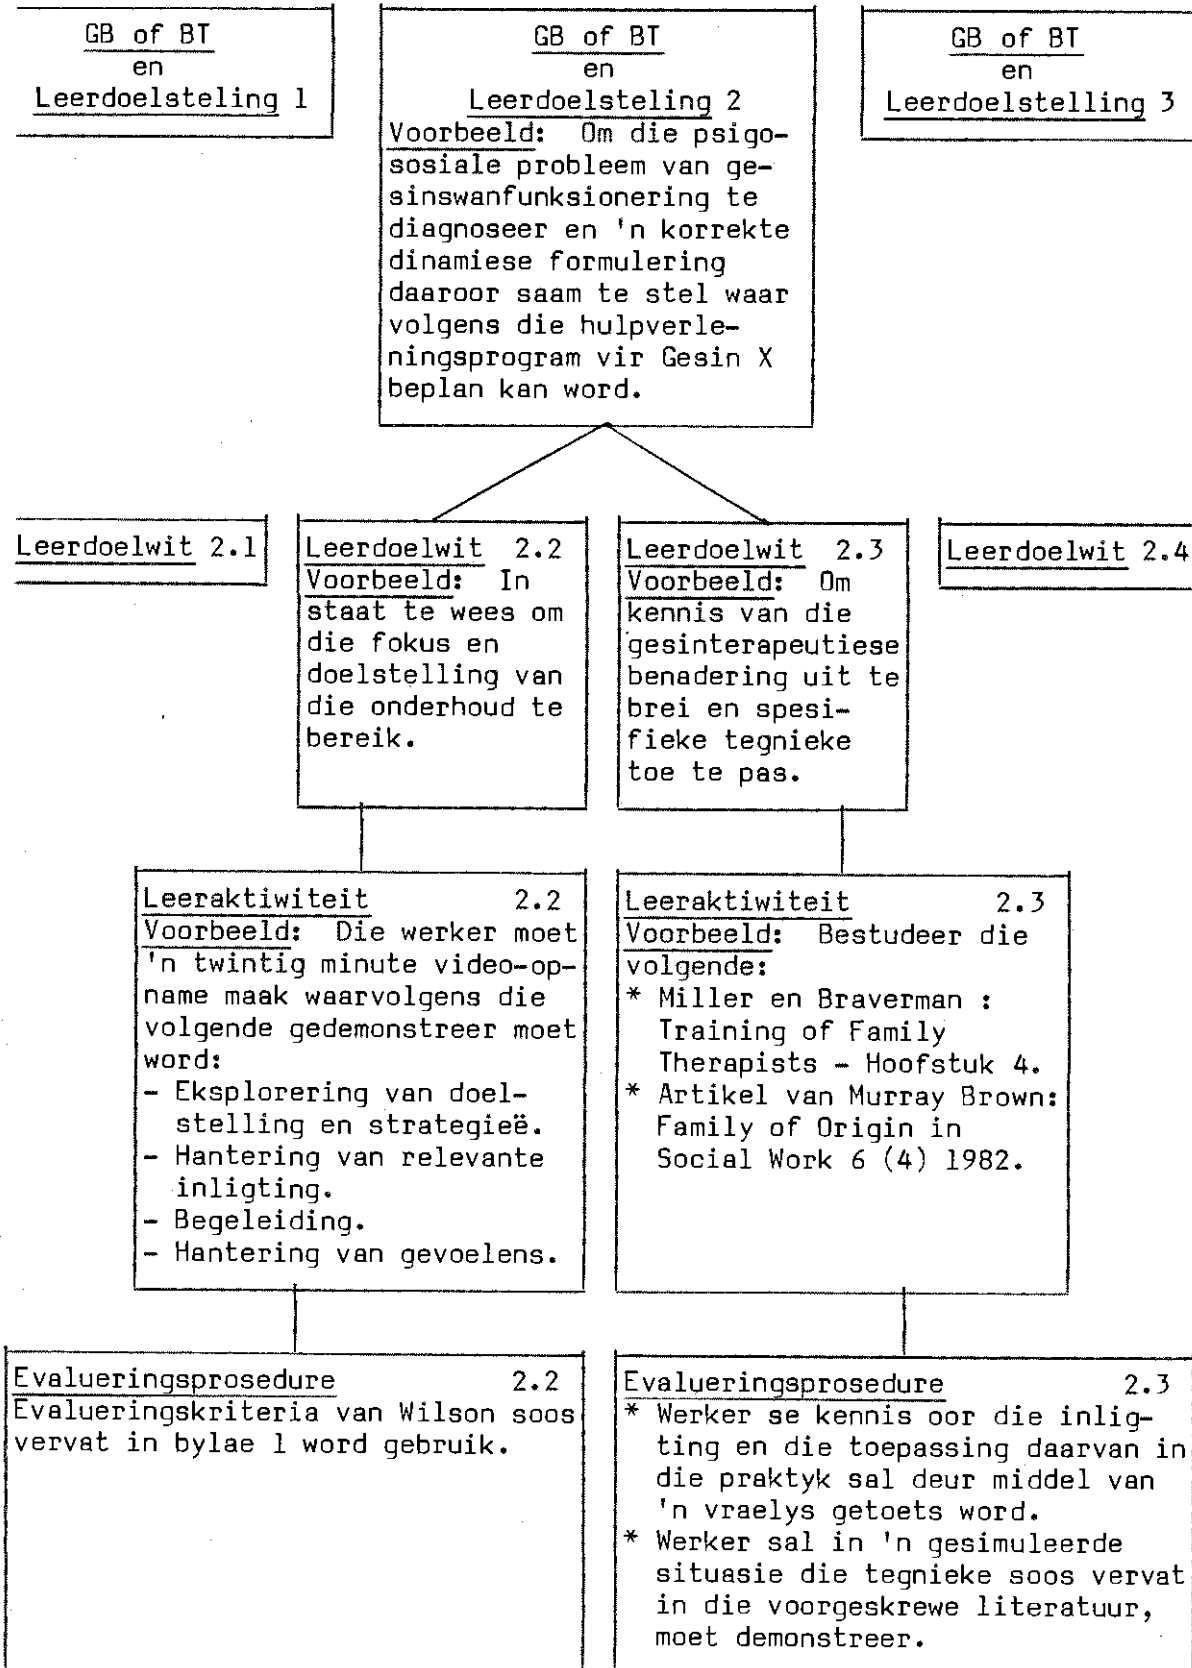 GB of BT
en
Leerdoelsteling 1
GB of BT
en
Leerdoelsteling 2
Voorbeeld: Om die psigo-
sosiale probleem van ge-
sinswanfunksionering te
diagnoseer en 'n korrekte
dinamiese formulering
daaroor saam te stel waar
volgens die hulpverle-
ningsprogram vir Gesin X
beplan kan word.
GB of BT
en
Leerdoelstelling 3
Leerdoelwit 2.1
Leerdoelwit 2.2
Voorbeeld: In
staat te wees om
die fokus en
doelstelling van
die onderhoud te
bereik.
Leerdoelwit 2.3
Voorbeeld: Om
kennis van die
gesinterapeutiese
benadering uit te
brei en spesi-
fieke tegnieke
toe te pas.
Leerdoelwit 2.4
Leeraktiwiteit 2.2
Voorbeeld: Die werker moet
'n twintig minute video-op-
name maak waarvolgens die
volgende gedemonstreer moet
word:
- Eksplorering van doel-
stelling en strategieë.
- Hantering van relevante
inligting.
- Begeleiding.
- Hantering van gevoelens.
Leeraktiwiteit 2.3
Voorbeeld: Bestudeer die
volgende:
* Miller en Braverman :
Training of Family
Therapists - Hoofstuk 4.
* Artikel van Murray Brown:
Family of Origin in
Social Work 6 (4) 1982.
Evalueringsprosedure 2.2
Evalueringskriteria van Wilson soos
vervat in bylae 1 word gebruik.
Evalueringsprosedure 2.3
* Werker se kennis oor die inlig-
ting en die toepassing daarvan in
die praktyk sal deur middel van
'n vraelys getoets word.
* Werker sal in 'n gesimuleerde
situasie die tegnieke soos vervat
in die voorgeskrewe literatuur,
moet demonstreer.